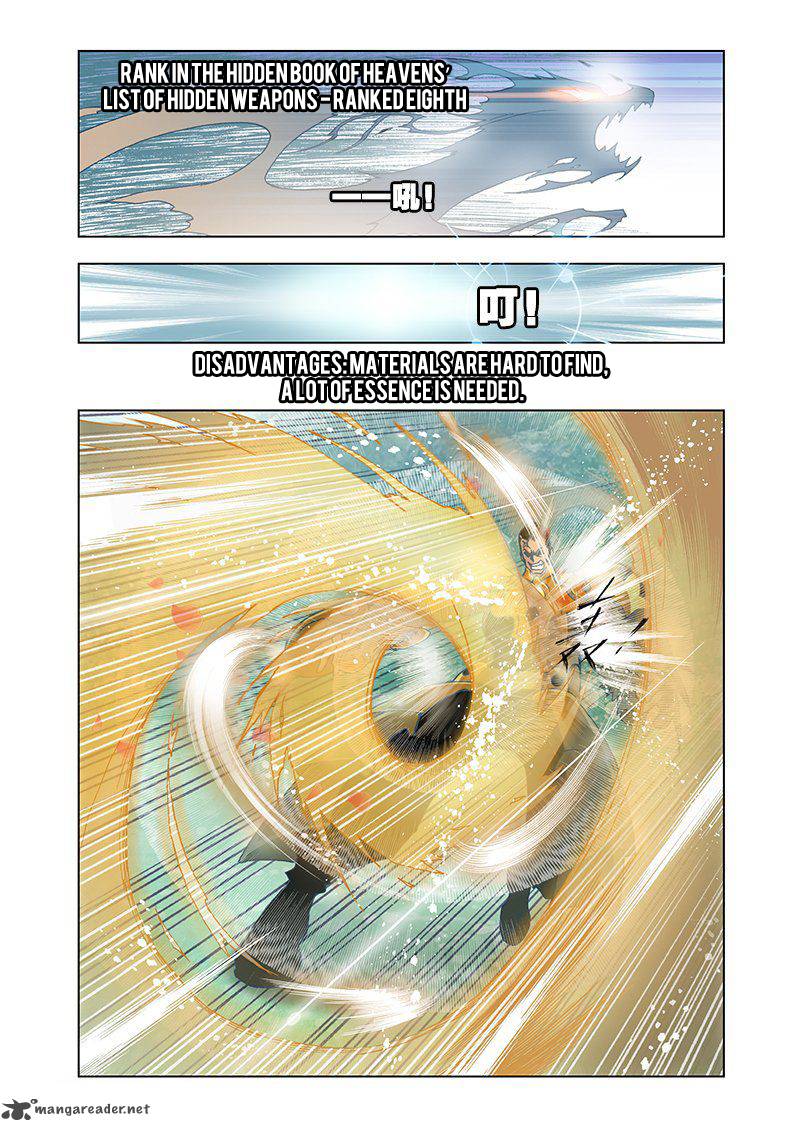 RANK IN THE HIDDEN BOOK OF HEAVENS'
LIST OF HIDDEN WEAPONS - RANKED EIGHTH
——吼!
叮!
DISADVANTAGES: MATERIALS ARE HARD TO FIND,
A LOT OF ESSENCE IS NEEDED.
mangareader.net